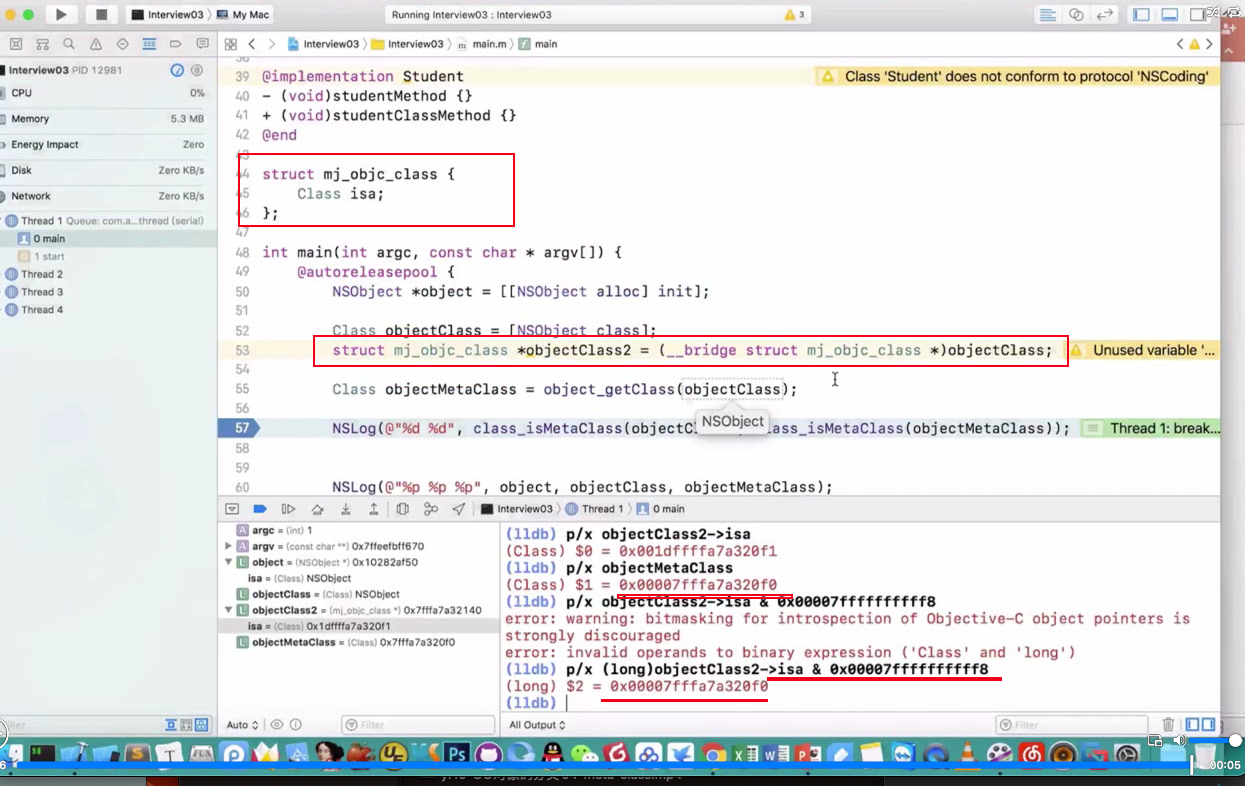 Interview03 〉 My Mac
Running Interview03 : Interview03
3
Interview03 〉 Interview03 〉 main.m 〉 main
Interview03 PID 12981
CPU 0%
Memory 5.3 MB
Energy Impact Zero
Disk Zero KB/s
Network Zero KB/s
Thread 1 Queue: com.a...thread (serial)
0 main
1 start
Thread 2
Thread 3
Thread 4
39 @implementation Student
Class 'Student' does not conform to protocol 'NSCoding'
40 - (void)studentMethod {}
41 + (void)studentClassMethod {}
42 @end
43
44 struct mj_objc_class {
45 Class isa;
46 };
47
48 int main(int argc, const char * argv[]) {
49 @autoreleasepool {
50 NSObject *object = [[NSObject alloc] init];
51
52 Class objectClass = [NSObject class];
53 struct mj_objc_class *objectClass2 = (__bridge struct mj_objc_class *)objectClass;
Unused variable '...
54
55 Class objectMetaClass = object_getClass(objectClass);
56
NSObject
57 NSLog(@"%d %d", class_isMetaClass(objectC lass_isMetaClass(objectMetaClass));
Thread 1: break...
58
59
60 NSLog(@"%p %p %p", object, objectClass, objectMetaClass);
Interview03 〉 Thread 1 〉 0 main
argc = (int) 1
argv = (const char **) 0x7ffeefbff670
object = (NSObject *) 0x10282af50
isa = (Class) NSObject
objectClass = (Class) NSObject
objectClass2 = (mj_objc_class *) 0x7fffa7a32140
isa = (Class) 0x1dffffa7a320f1
objectMetaClass = (Class) 0x7fffa7a320f0
(lldb) p/x objectClass2->isa
(Class) $0 = 0x001dffffa7a320f1
(lldb) p/x objectMetaClass
(Class) $1 = 0x00007fffa7a320f0
(lldb) p/x objectClass2->isa & 0x00007ffffffffff8
error: warning: bitmasking for introspection of Objective-C object pointers is
strongly discouraged
error: invalid operands to binary expression ('Class' and 'long')
(lldb) p/x (long)objectClass2->isa & 0x00007ffffffffff8
(long) $2 = 0x00007fffa7a320f0
(lldb)
Auto
Filter
All Output
Filter
00:05